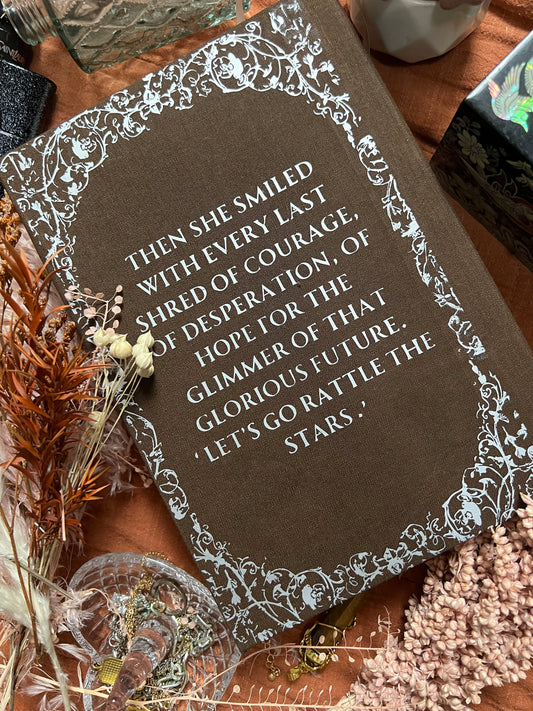 THEN SHE SMILED
WITH EVERY LAST
SHRED OF COURAGE,
OF DESPERATION, OF
HOPE FOR THE
GLIMMER OF THAT
GLORIOUS FUTURE.
'LET'S GO RATTLE THE
STARS.'